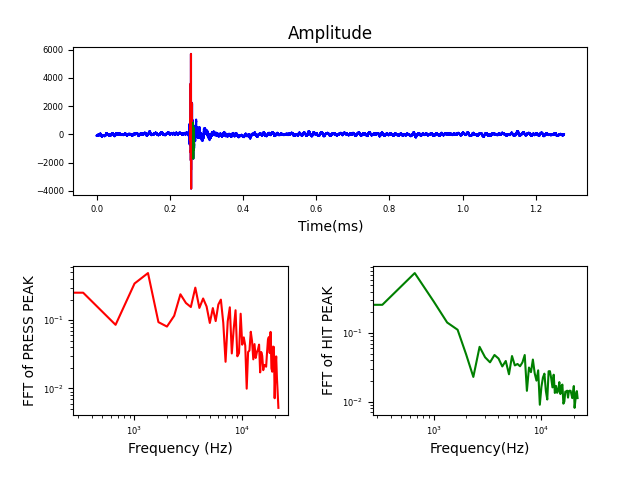 Amplitude
6000
4000
2000
0
−2000
−4000
0.0 0.2 0.4 0.6 0.8 1.0 1.2
Time(ms)
FFT of PRESS PEAK
10⁻¹
10⁻²
10³ 10⁴
Frequency (Hz)
FFT of HIT PEAK
10⁻¹
10⁻²
10³ 10⁴
Frequency(Hz)